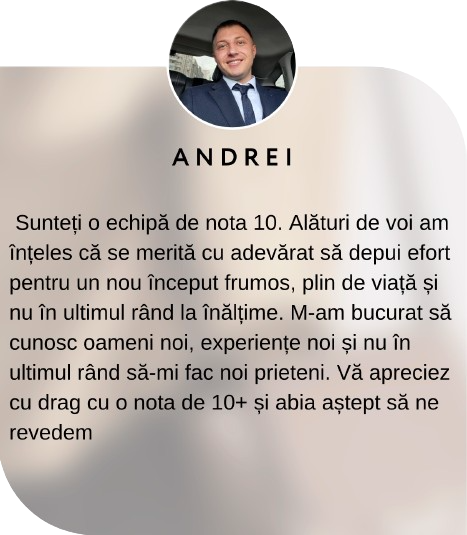 ANDREI
Sunteți o echipă de nota 10. Alături de voi am
înțeles că se merită cu adevărat să depui efort
pentru un nou început frumos, plin de viață și
nu în ultimul rând la înălțime. M-am bucurat să
cunosc oameni noi, experiențe noi și nu în
ultimul rând să-mi fac noi prieteni. Vă apreciez
cu drag cu o nota de 10+ și abia aștept să ne
revedem